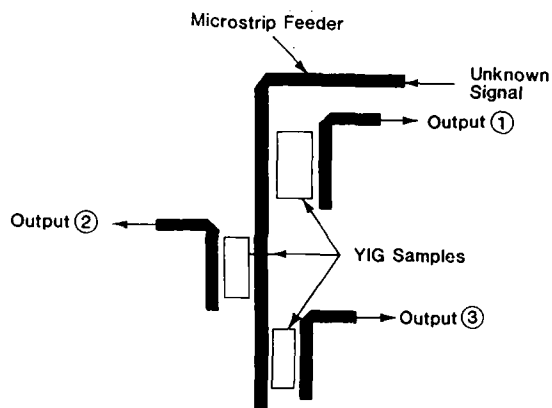 Microstrip Feeder
Unknown
Signal
Output ①
Output ②
YIG Samples
Output ③